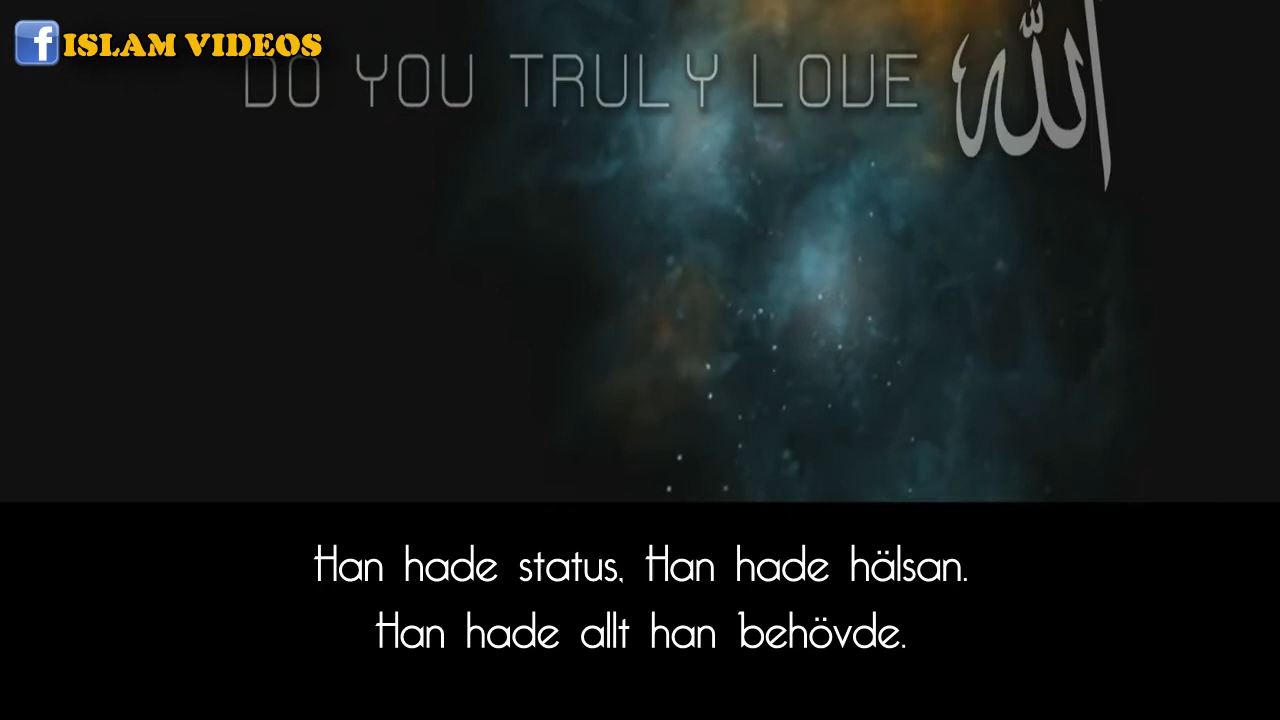 f ISLAM VIDEOS
DO YOU TRULY LOVE الله
Han hade status, Han hade hälsan.
Han hade allt han behövde.